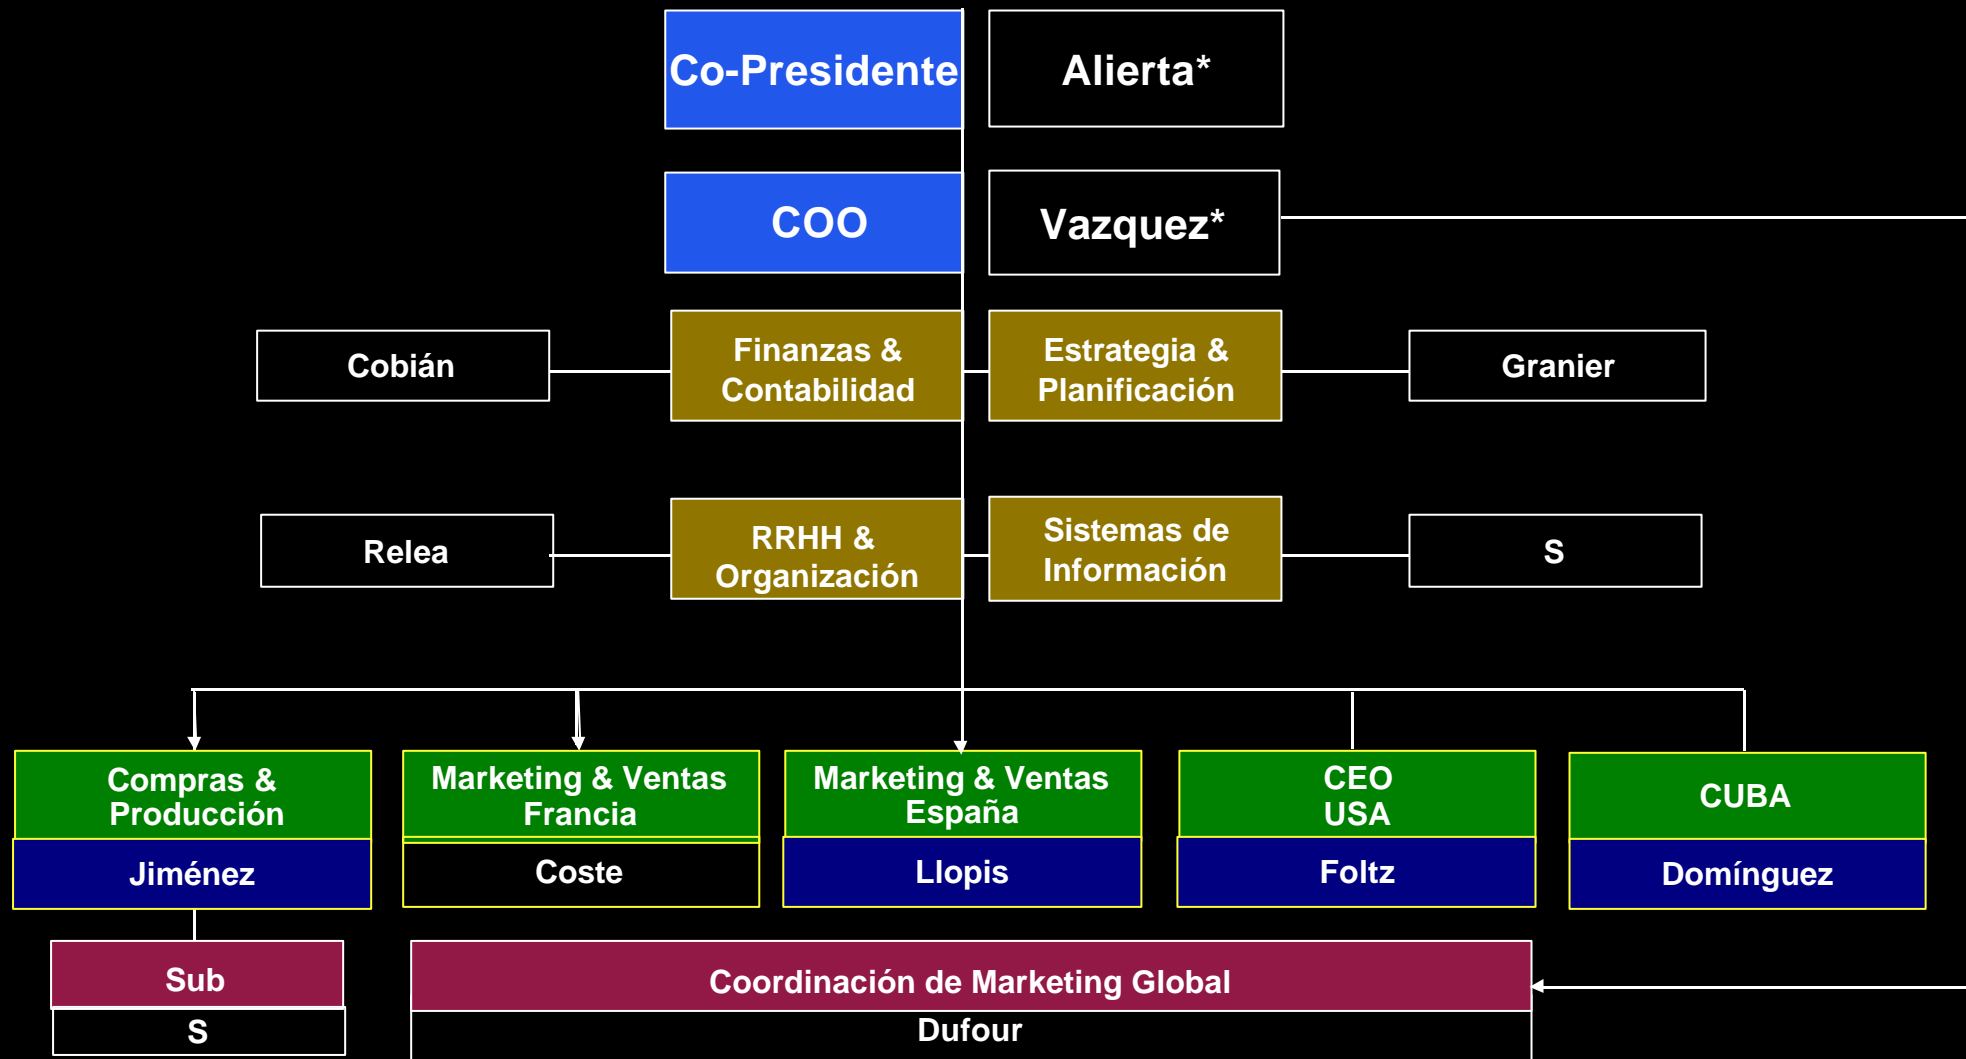 Co-Presidente
Alierta*
COO
Vazquez*
Cobián
Finanzas &
Contabilidad
Estrategia &
Planificación
Granier
Relea
RRHH &
Organización
Sistemas de
Información
S
Compras &
Producción
Jiménez
Marketing & Ventas
Francia
Coste
Marketing & Ventas
España
Llopis
CEO
USA
Foltz
CUBA
Domínguez
Sub
S
Coordinación de Marketing Global
Dufour